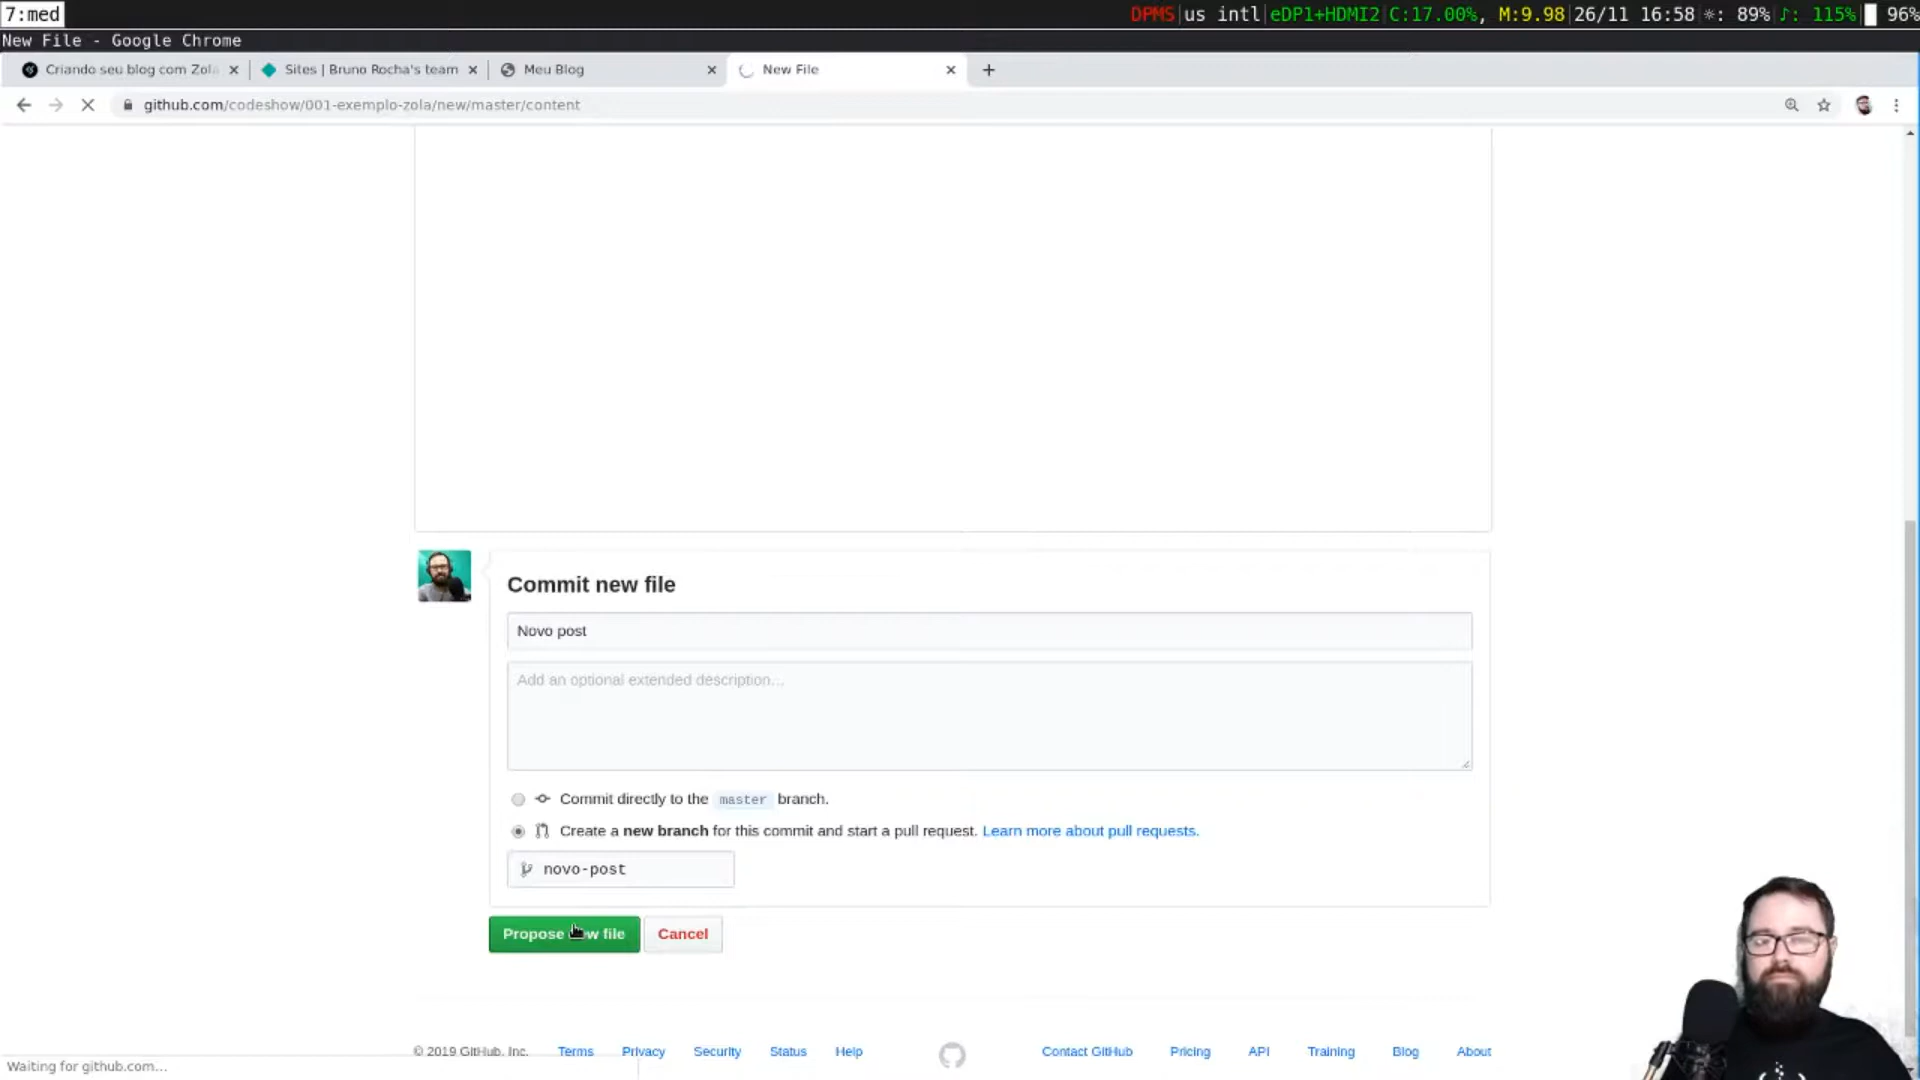 7:med
DPMS|us intl|eDP1+HDMI2|C:17.00%, M:9.98|26/11 16:58|☼: 89%|♪: 115%| 96%
New File - Google Chrome
Criando seu blog com Zola
Sites | Bruno Rocha's team
Meu Blog
New File
github.com/codeshow/001-exemplo-zola/new/master/content
Commit new file
Novo post
Add an optional extended description...
Commit directly to the master branch.
Create a new branch for this commit and start a pull request. Learn more about pull requests.
novo-post
Propose new file
Cancel
© 2019 GitHub, Inc.
Terms
Privacy
Security
Status
Help
Contact GitHub
Pricing
API
Training
Blog
About
Waiting for github.com...